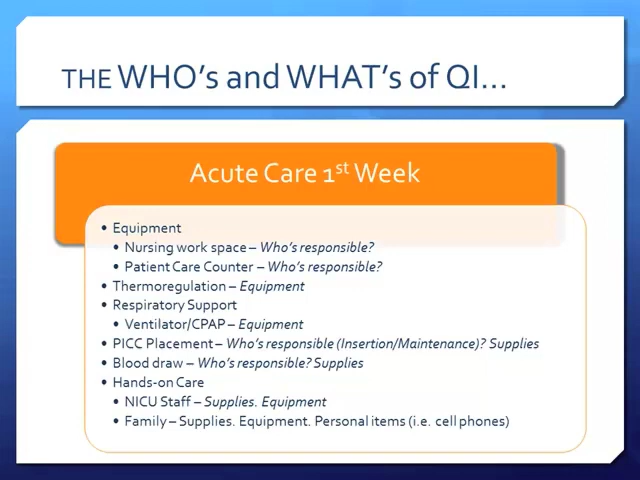 THE WHO's and WHAT's of QI...
Acute Care 1st Week
• Equipment
• Nursing work space – Who's responsible?
• Patient Care Counter – Who's responsible?
• Thermoregulation – Equipment
• Respiratory Support
• Ventilator/CPAP – Equipment
• PICC Placement – Who's responsible (Insertion/Maintenance)? Supplies
• Blood draw – Who's responsible? Supplies
• Hands-on Care
• NICU Staff – Supplies. Equipment
• Family – Supplies. Equipment. Personal items (i.e. cell phones)